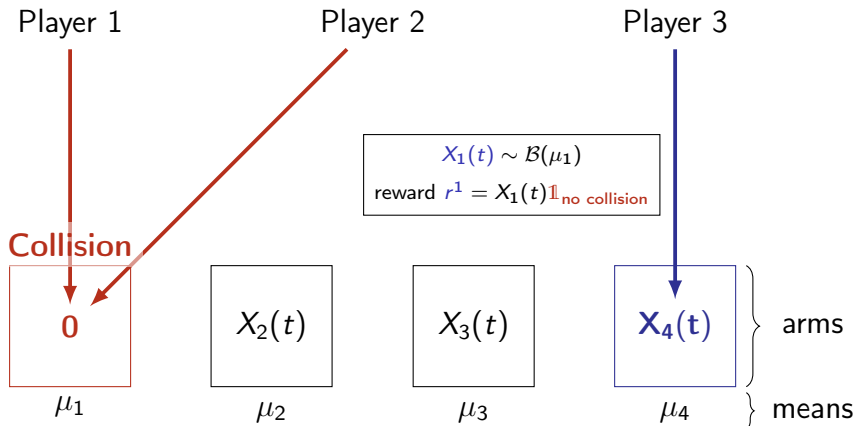 Player 1 Player 2 Player 3
X₁(t) ∼ ℬ(μ₁)
reward r¹ = X₁(t)𝟙no collision
Collision
0 X₂(t) X₃(t) X₄(t) arms
μ₁ μ₂ μ₃ μ₄ means